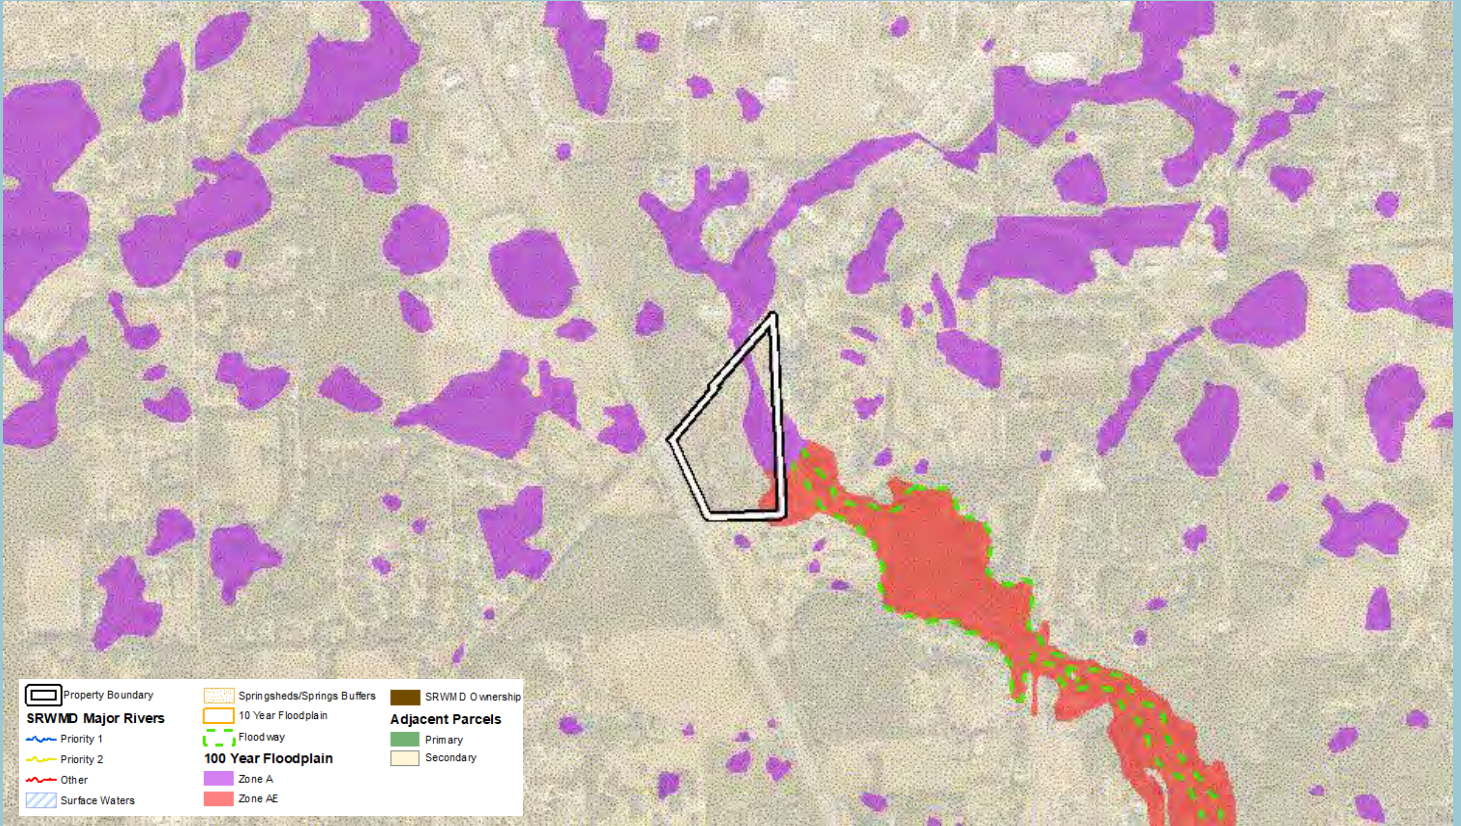 Property Boundary
SRWMD Major Rivers
Priority 1
Priority 2
Other
Surface Waters
Springsheds/Springs Buffers
10 Year Floodplain
Floodway
100 Year Floodplain
Zone A
Zone AE
SRWMD Ownership
Adjacent Parcels
Primary
Secondary